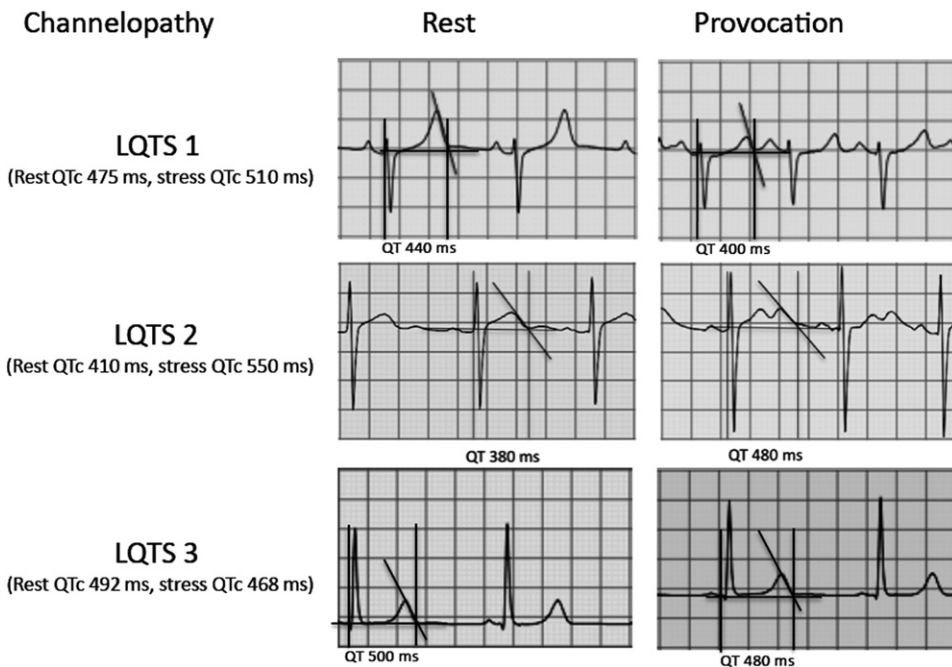 Channelopathy Rest Provocation
LQTS 1
(Rest QTc 475 ms, stress QTc 510 ms)
QT 440 ms QT 400 ms
LQTS 2
(Rest QTc 410 ms, stress QTc 550 ms)
QT 380 ms QT 480 ms
LQTS 3
(Rest QTc 492 ms, stress QTc 468 ms)
QT 500 ms QT 480 ms